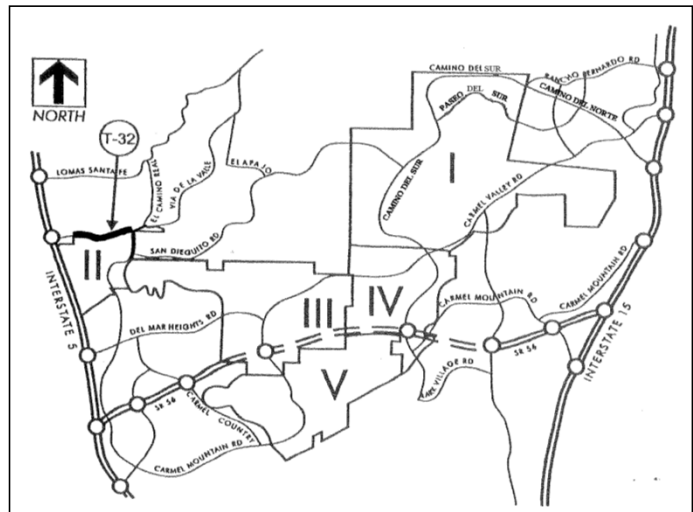 CAMINO DEL SUR
RANCHO BERNARDO RD
PASEO DEL SUR
CAMINO DEL NORTE
NORTH
T-32
LOMAS SANTA FE
EL CAMINO REAL
VIA DE LA VALLE
EL APAJO
CAMINO DEL SUR
I
CARMEL VALLEY RD
SAN DIEGUITO RD
II
INTERSTATE 5
III
IV
CARMEL MOUNTAIN RD
CARMEL MOUNTAIN RD
DEL MAR HEIGHTS RD
INTERSTATE 15
SR 56
V
PARK VILLAGE RD
SR 56
CARMEL COUNTRY
CARMEL MOUNTAIN RD